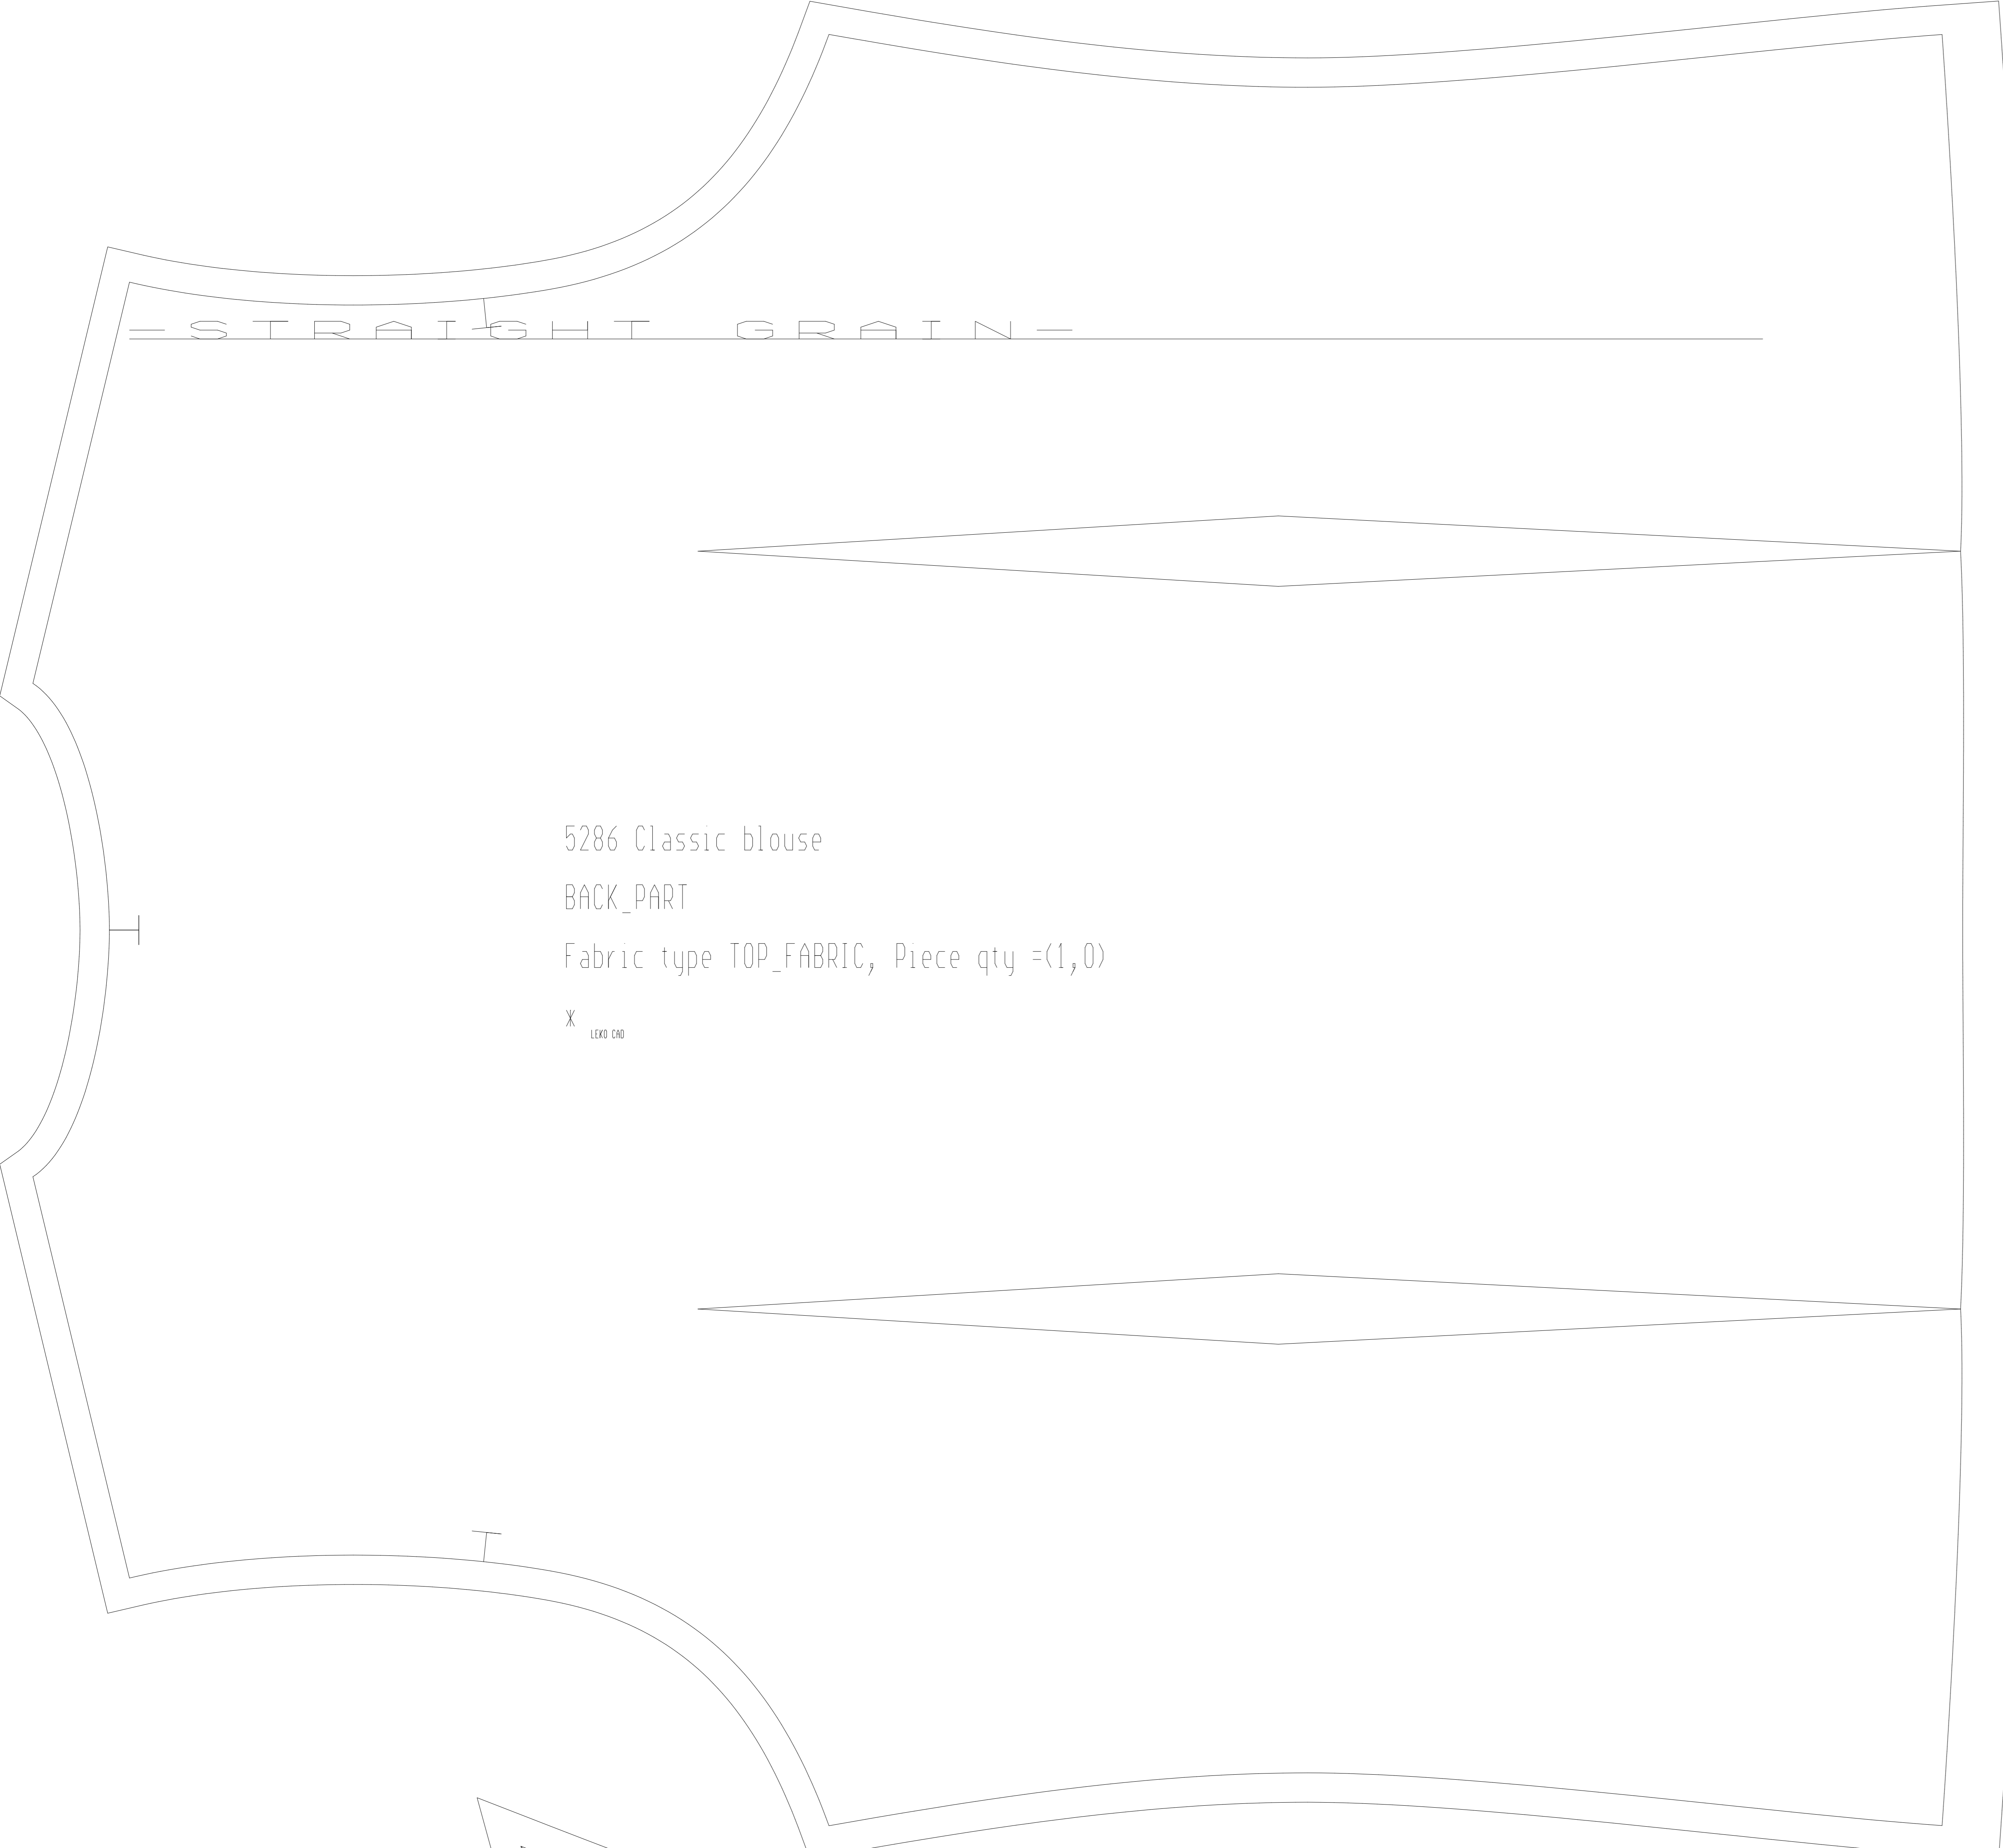 -STRAIGHT GRAIN-
5286 Classic blouse
BACK_PART
Fabric type TOP_FABRIC, Piece qty =(1,0)
* LEKO CAD